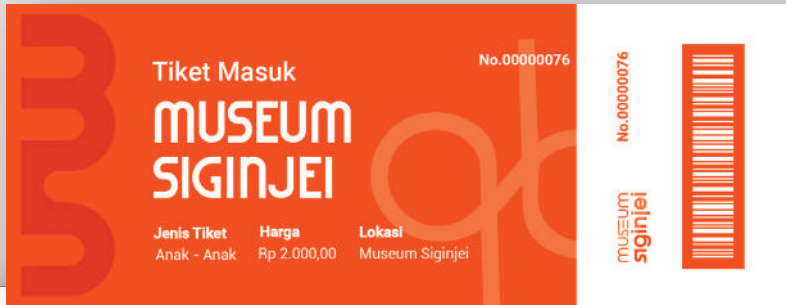 Tiket Masuk
No.00000076
MUSEUM
SIGINJEI
Jenis Tiket Harga Lokasi
Anak - Anak Rp 2.000,00 Museum Siginjei
No.00000076
museum
siginjei